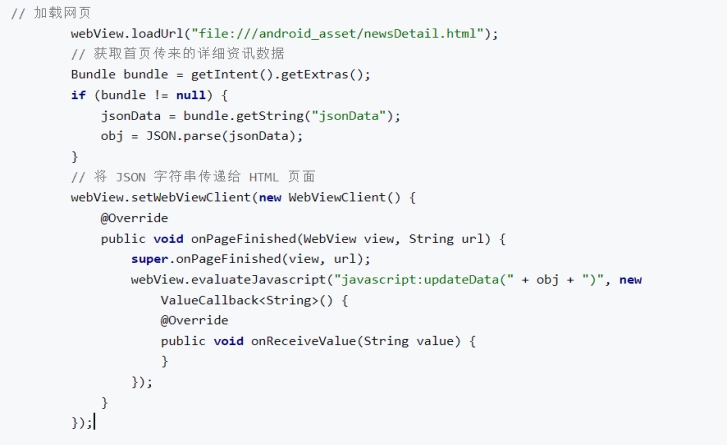 // 加载网页
webView.loadUrl("file:///android_asset/newsDetail.html");
// 获取首页传来的详细资讯数据
Bundle bundle = getIntent().getExtras();
if (bundle != null) {
jsonData = bundle.getString("jsonData");
obj = JSON.parse(jsonData);
}
// 将 JSON 字符串传递给 HTML 页面
webView.setWebViewClient(new WebViewClient() {
@Override
public void onPageFinished(WebView view, String url) {
super.onPageFinished(view, url);
webView.evaluateJavascript("javascript:updateData(" + obj + ")", new
ValueCallback<String>() {
@Override
public void onReceiveValue(String value) {
}
});
}
});